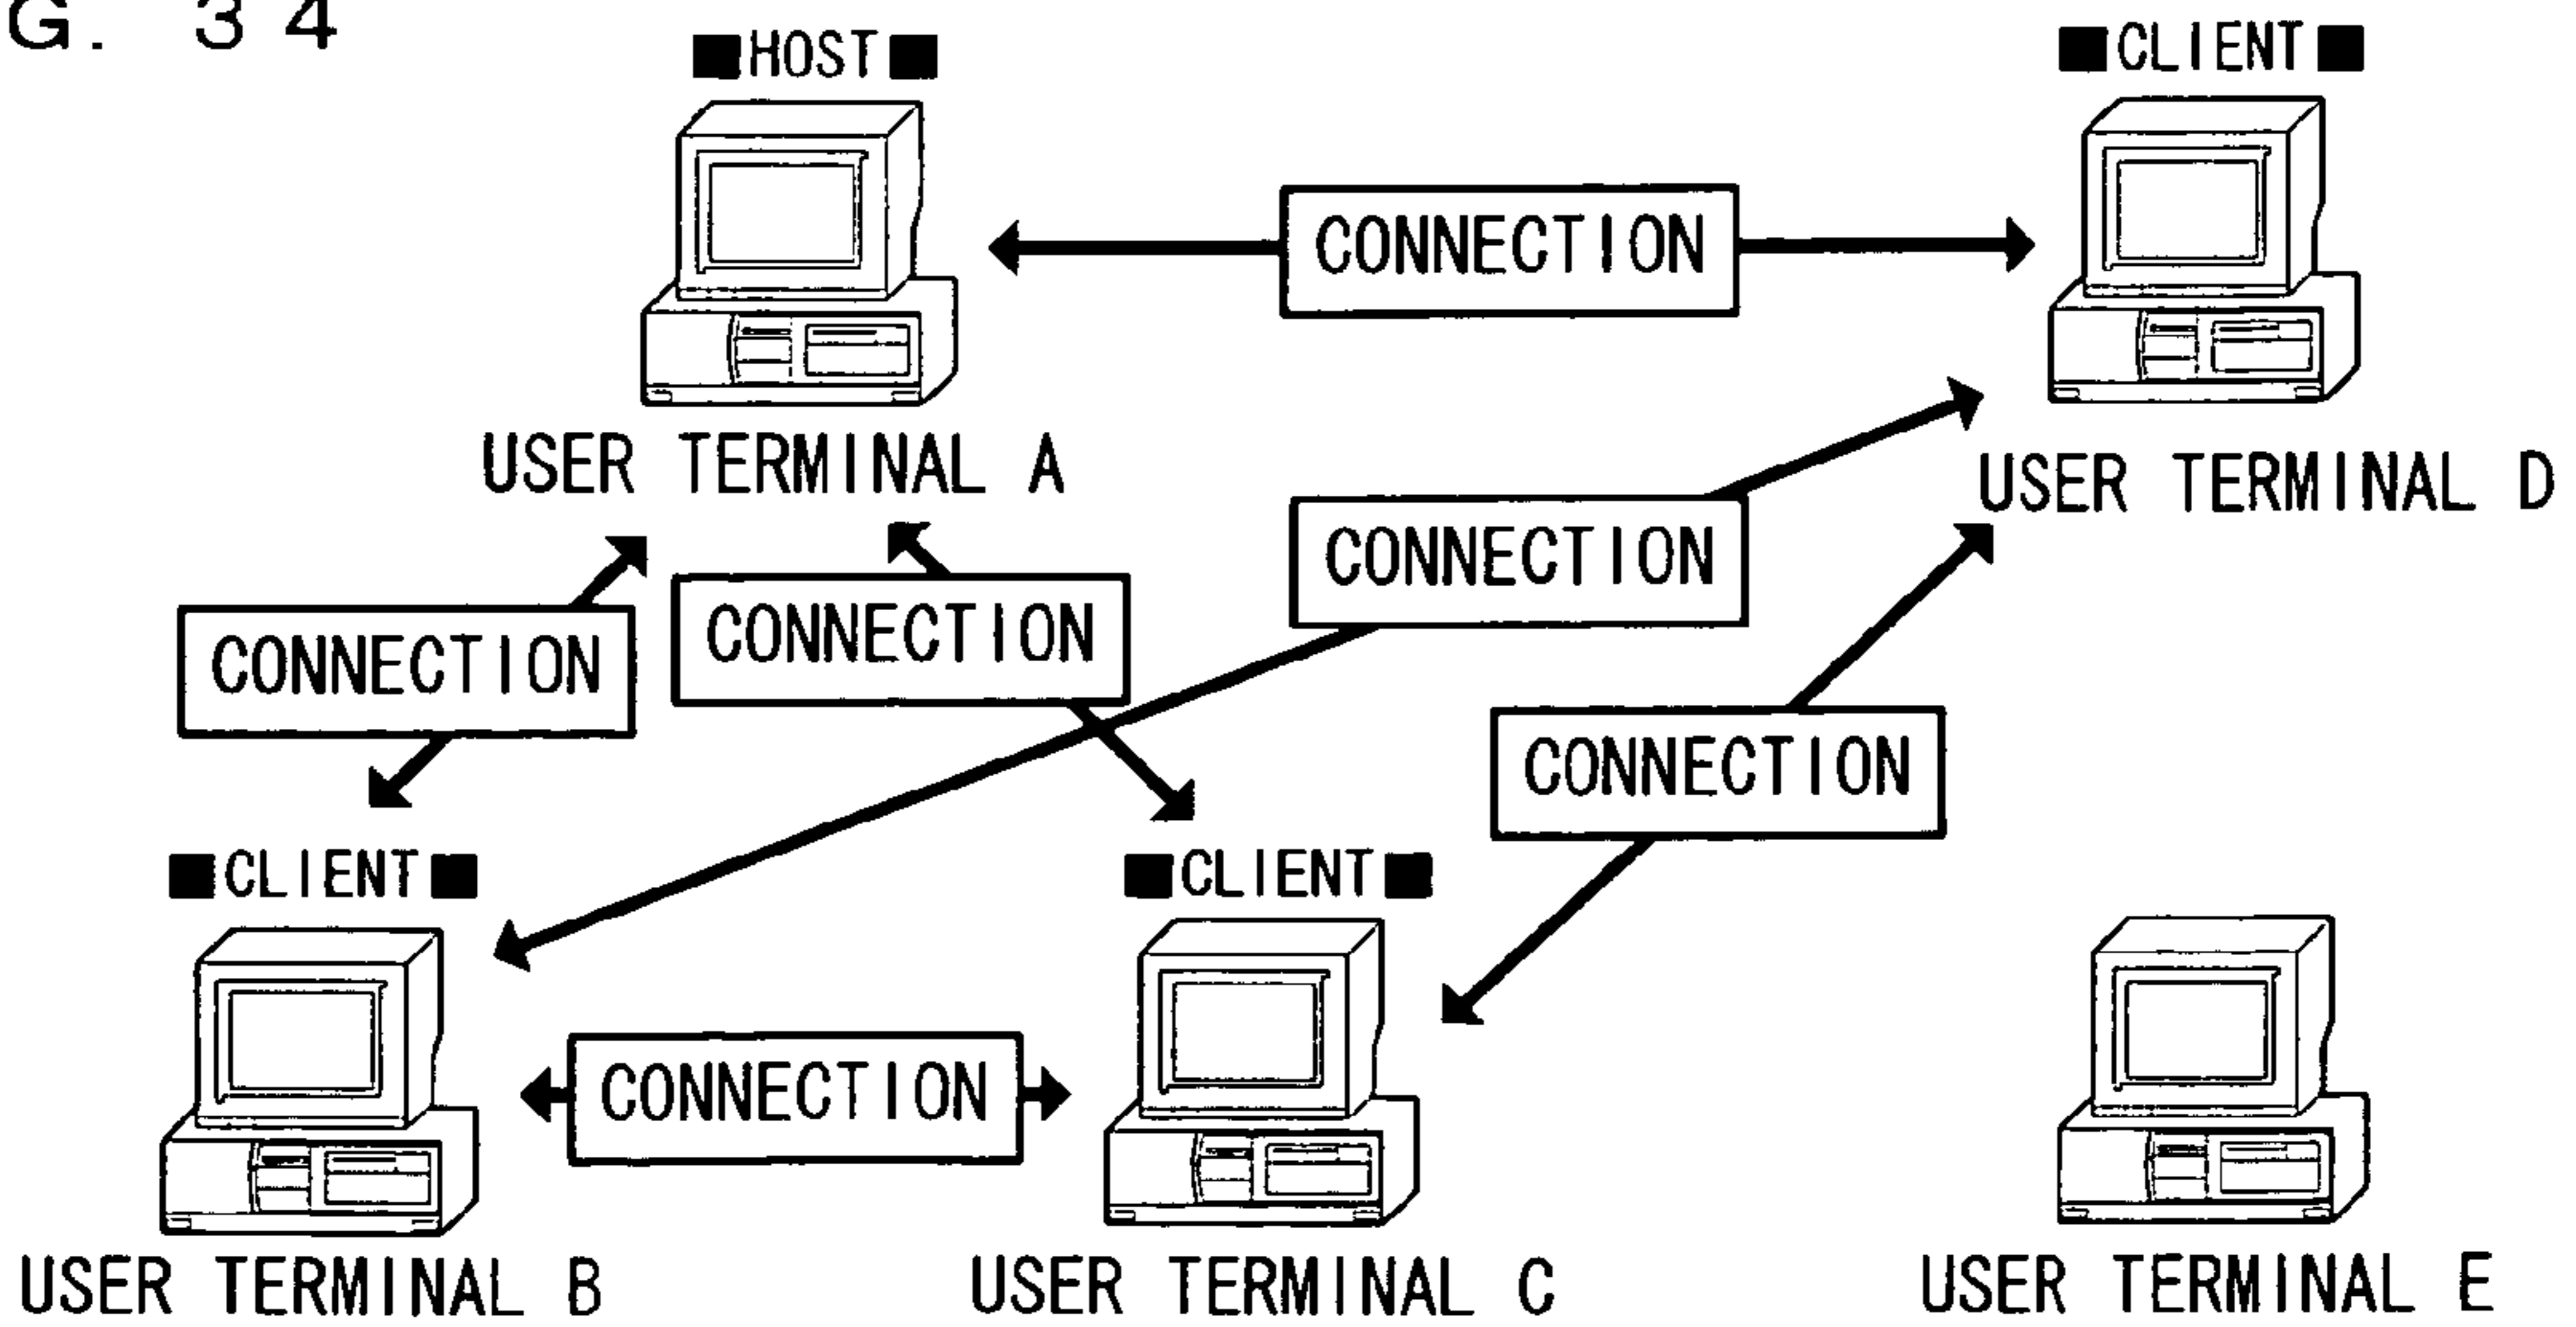 G. 34
■HOST■
■CLIENT■
CONNECTION
USER TERMINAL A
USER TERMINAL D
CONNECTION
CONNECTION
CONNECTION
CONNECTION
■CLIENT■
■CLIENT■
CONNECTION
USER TERMINAL B
USER TERMINAL C
USER TERMINAL E